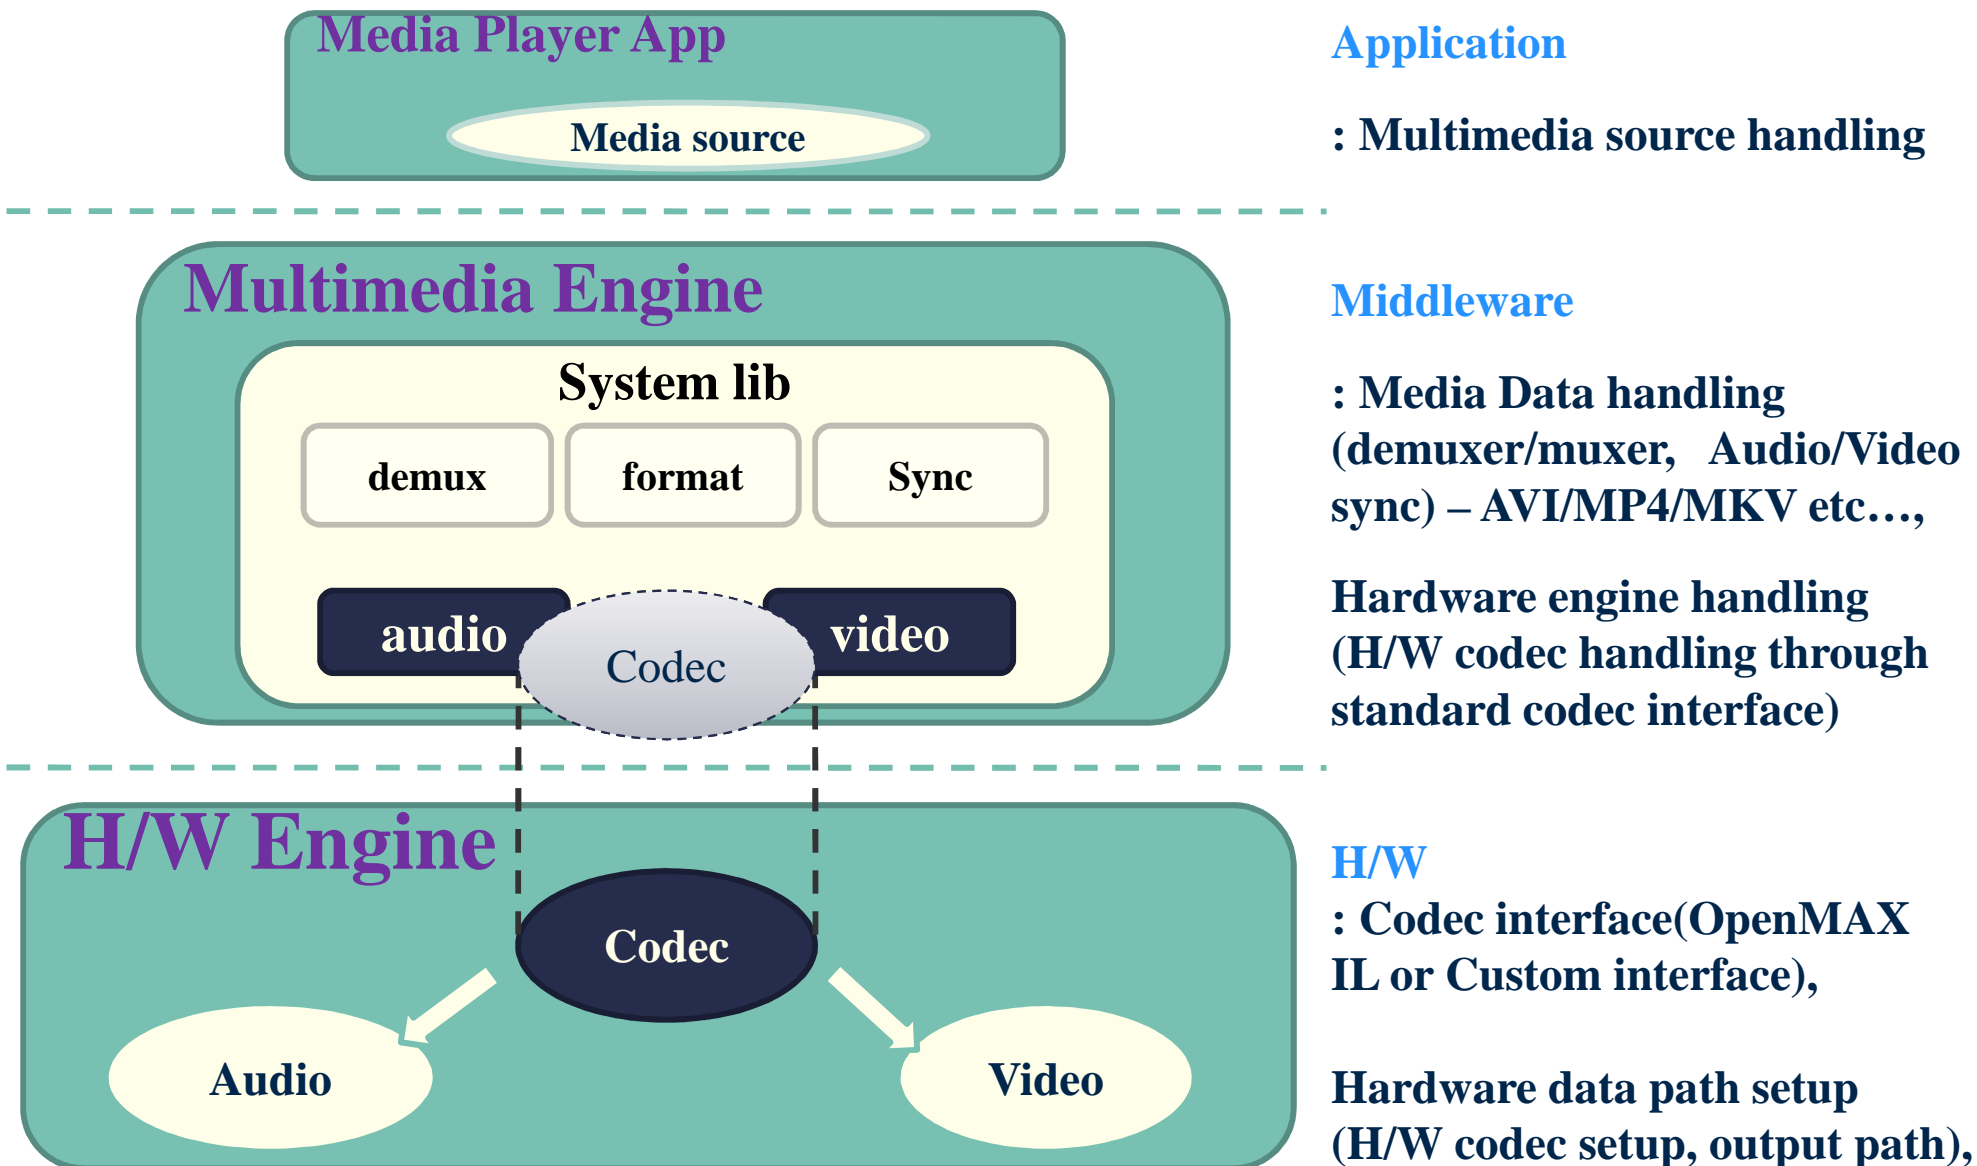 Media Player App
Media source
Application
: Multimedia source handling
Multimedia Engine
System lib
demux
format
Sync
audio
Codec
video
Middleware
: Media Data handling
(demuxer/muxer, Audio/Video
sync) – AVI/MP4/MKV etc…,
Hardware engine handling
(H/W codec handling through
standard codec interface)
H/W Engine
Codec
Audio
Video
H/W
: Codec interface(OpenMAX
IL or Custom interface),
Hardware data path setup
(H/W codec setup, output path),